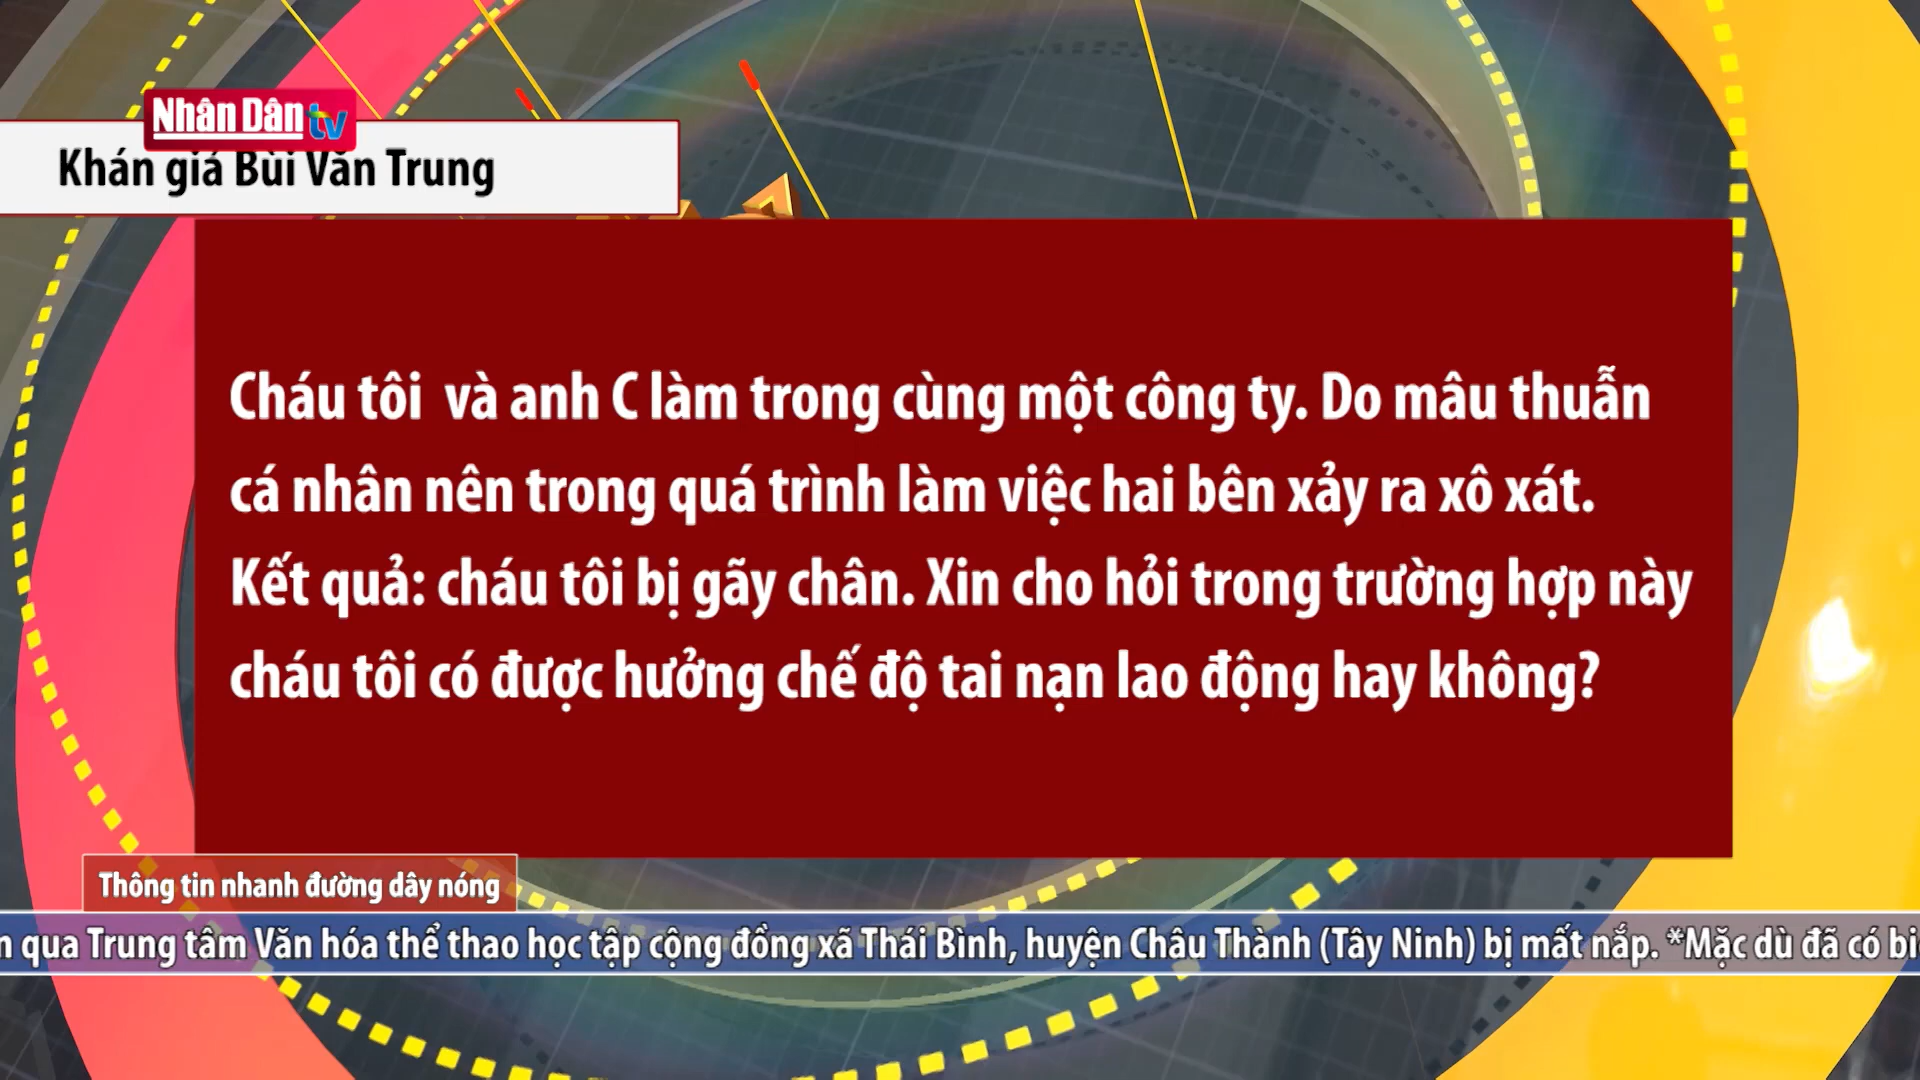 Nhân Dân tv
Khán giả Bùi Văn Trung
Cháu tôi và anh C làm trong cùng một công ty. Do mâu thuẫn
cá nhân nên trong quá trình làm việc hai bên xảy ra xô xát.
Kết quả: cháu tôi bị gãy chân. Xin cho hỏi trong trường hợp này
cháu tôi có được hưởng chế độ tai nạn lao động hay không?
Thông tin nhanh đường dây nóng
qua Trung tâm Văn hóa thể thao học tập cộng đồng xã Thái Bình, huyện Châu Thành (Tây Ninh) bị mất nắp. *Mặc dù đã có